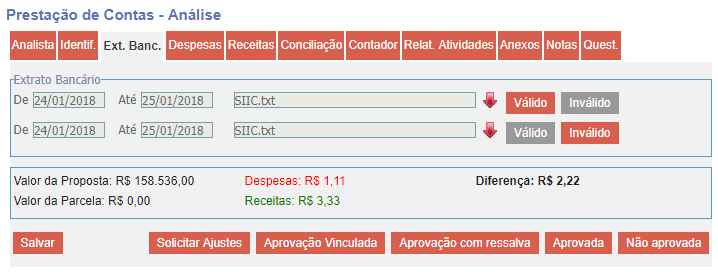 Prestação de Contas - Análise
Analista Identif. Ext. Banc. Despesas Receitas Conciliação Contador Relat. Atividades Anexos Notas Quest.
Extrato Bancário
De 24/01/2018 Até 25/01/2018 SIIC.txt Válido Inválido
De 24/01/2018 Até 25/01/2018 SIIC.txt Válido Inválido
Valor da Proposta: R$ 158.536,00 Despesas: R$ 1,11 Diferença: R$ 2,22
Valor da Parcela: R$ 0,00 Receitas: R$ 3,33
Salvar Solicitar Ajustes Aprovação Vinculada Aprovação com ressalva Aprovada Não aprovada